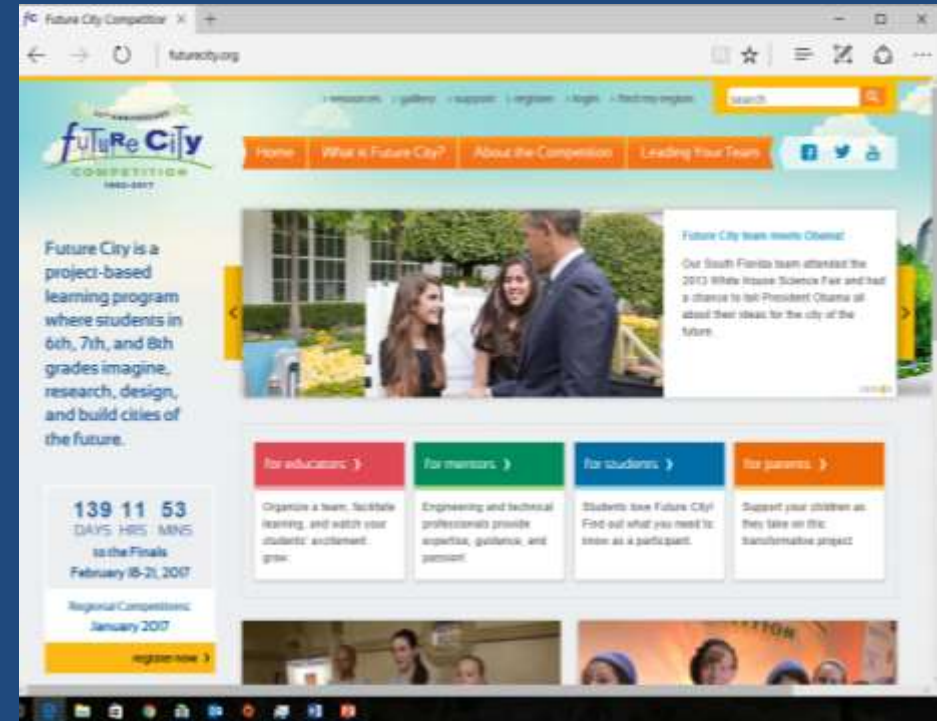 Future City Competition
futurecity.org
resources gallery support register login find my region
search
25TH ANNIVERSARY
FUTURE CITY
COMPETITION
1992-2017
Home What is Future City? About the Competition Leading Your Team
Future City is a
project-based
learning program
where students in
6th, 7th, and 8th
grades imagine,
research, design,
and build cities of
the future.
Future City team meets Obama!
Our South Florida team attended the
2013 White House Science Fair and had
a chance to tell President Obama all
about their ideas for the city of the
future.
139 11 53
DAYS HRS MINS
to the Finals
February 18-21, 2017
Regional Competitions:
January 2017
register now
for educators
Organize a team, facilitate
learning, and watch your
students' excitement
grow.
for mentors
Engineering and technical
professionals provide
expertise, guidance, and
passion!
for students
Students love Future City!
Find out what you need to
know as a participant.
for parents
Support your children as
they take on this
transformative project